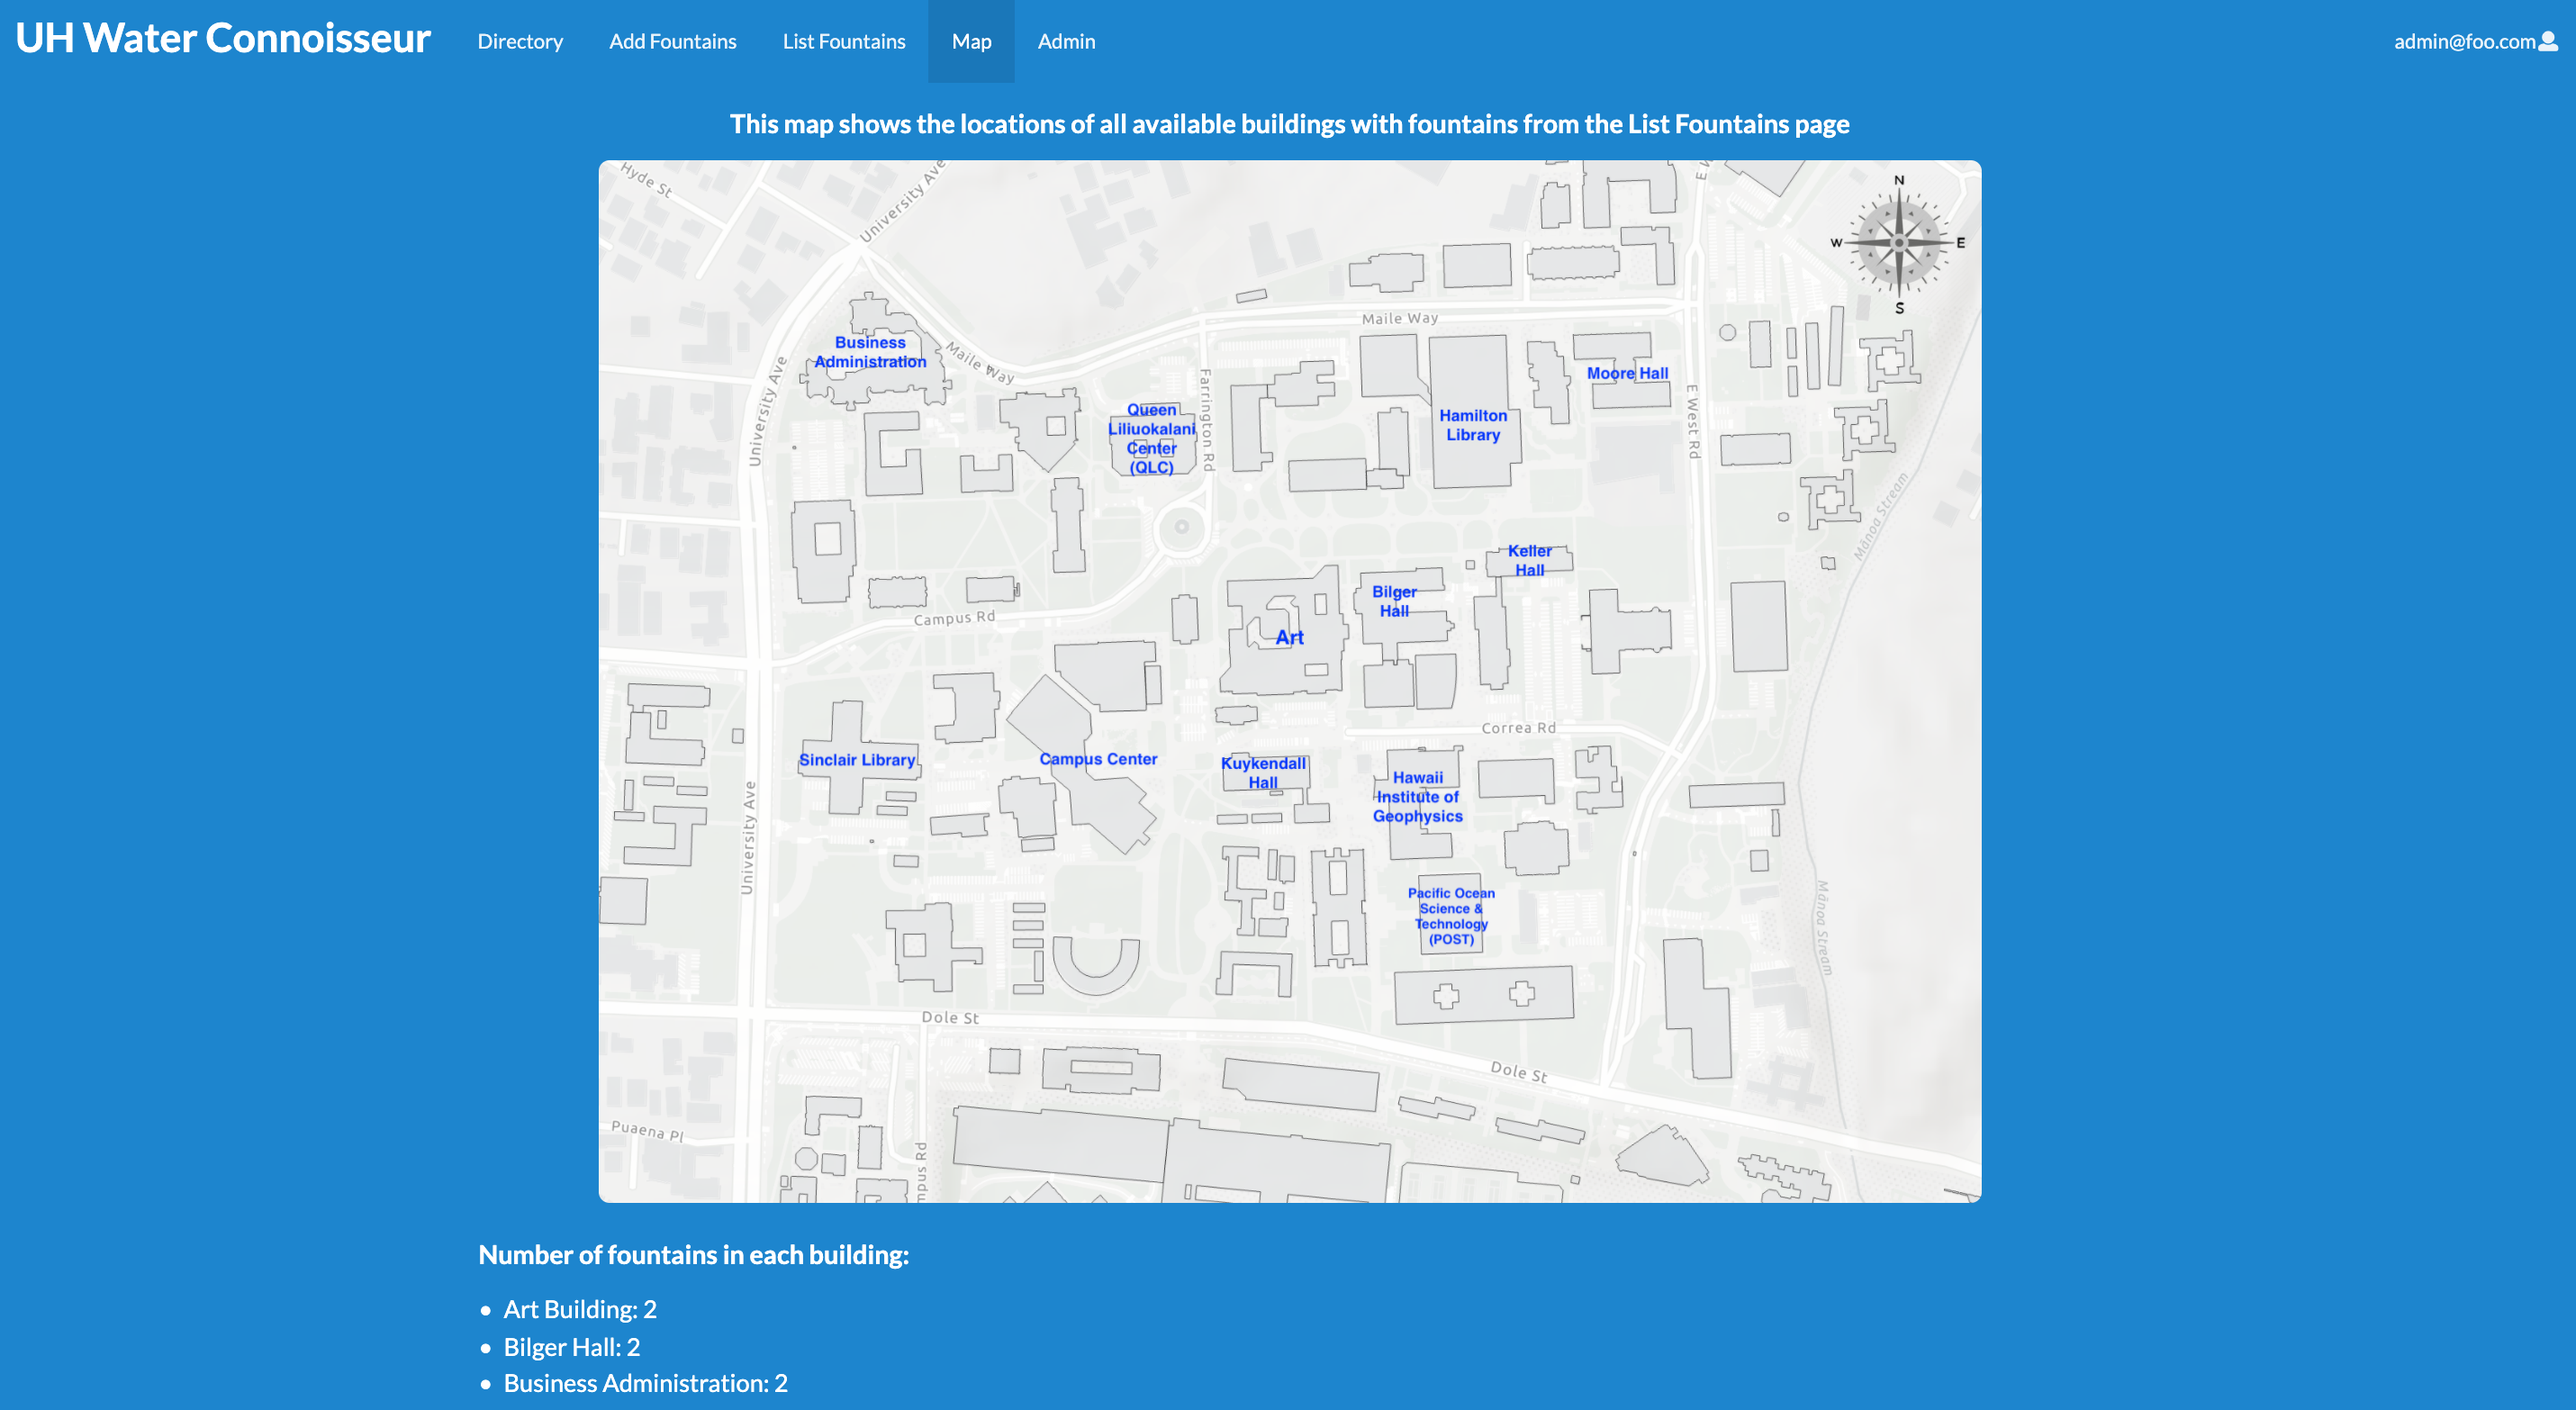 UH Water Connoisseur
Directory
Add Fountains
List Fountains
Map
Admin
admin@foo.com
This map shows the locations of all available buildings with fountains from the List Fountains page
Hyde St
University Ave
E W
N
W
E
S
Maile Way
Business
Administration
Maile Way
University Ave
Farrington Rd
Moore Hall
E West Rd
Queen
Liliuokalani
Center
(QLC)
Hamilton
Library
Mānoa Stream
Keller
Hall
Bilger
Hall
Campus Rd
Art
Correa Rd
Sinclair Library
Campus Center
Kuykendall
Hall
Hawaii
Institute of
Geophysics
University Ave
Pacific Ocean
Science &
Technology
(POST)
Mānoa Stream
Dole St
Dole St
Puaena Pl
mpus Rd
Number of fountains in each building:
• Art Building: 2
• Bilger Hall: 2
• Business Administration: 2